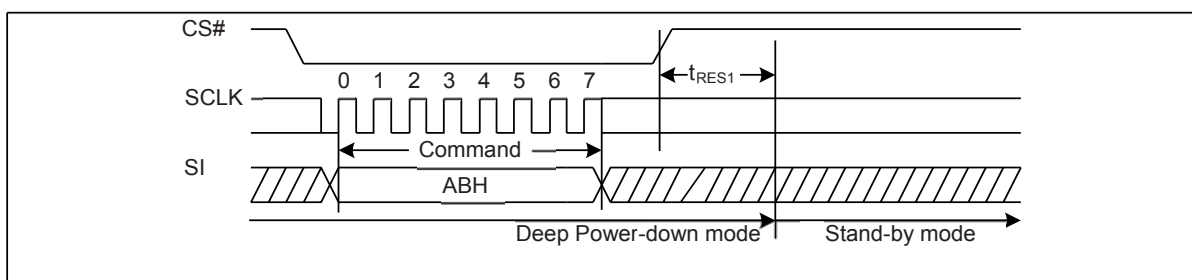 CS#
tRES1
0 1 2 3 4 5 6 7
SCLK
Command
SI
ABH
Deep Power-down mode Stand-by mode